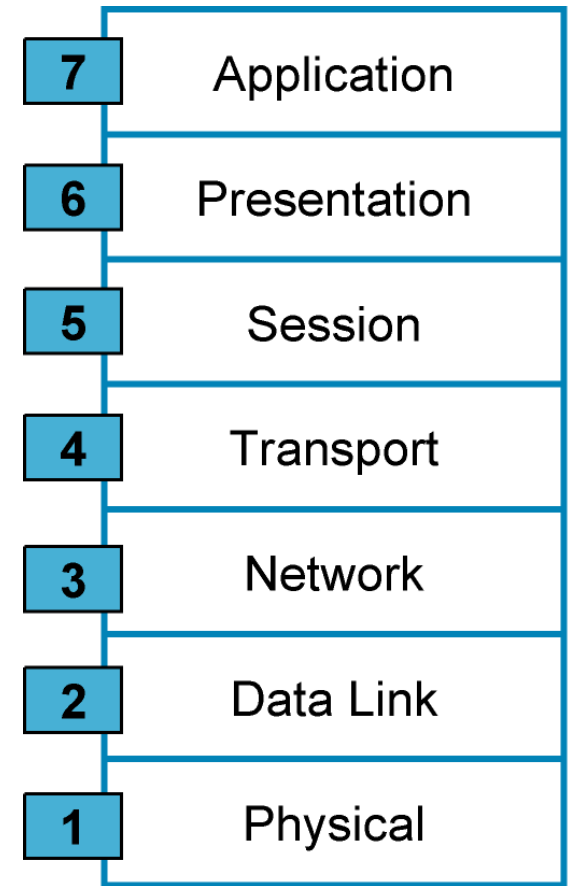 7 Application
6 Presentation
5 Session
4 Transport
3 Network
2 Data Link
1 Physical